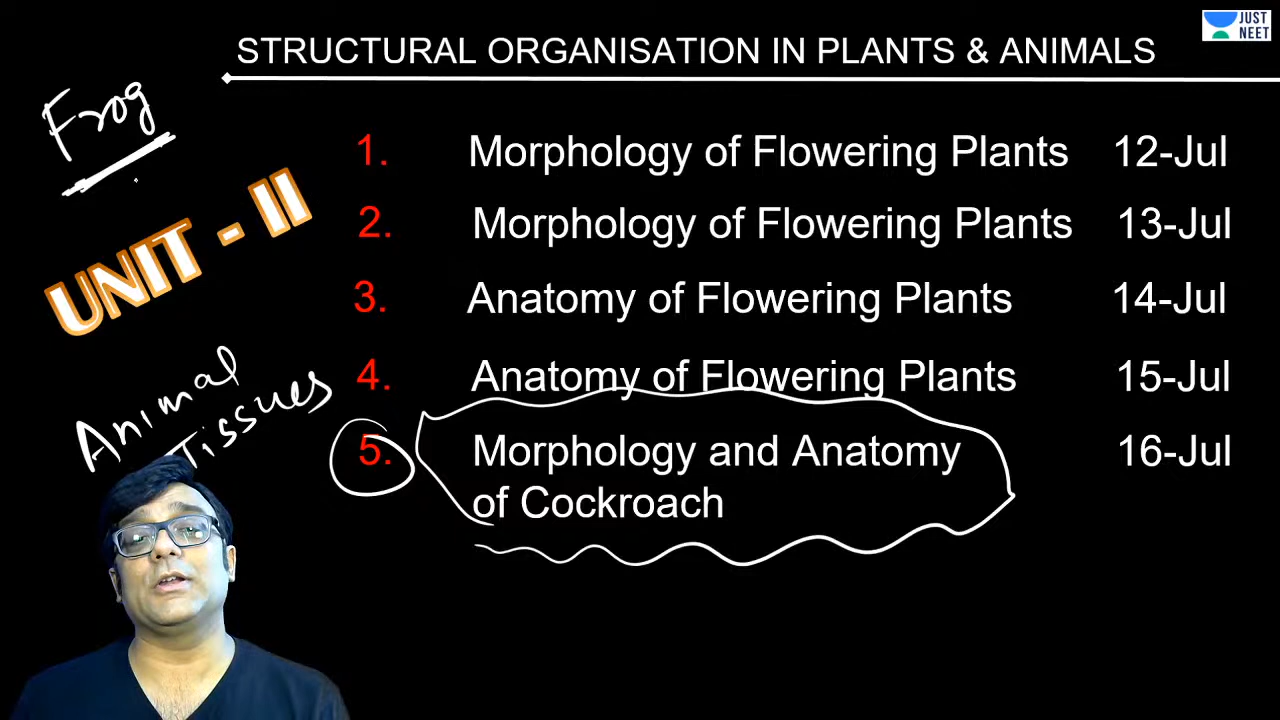 JUST
NEET
STRUCTURAL ORGANISATION IN PLANTS & ANIMALS
Frog
UNIT - II
1. Morphology of Flowering Plants 12-Jul
2. Morphology of Flowering Plants 13-Jul
3. Anatomy of Flowering Plants 14-Jul
4. Anatomy of Flowering Plants 15-Jul
Animal
Tissues
5. Morphology and Anatomy 16-Jul
of Cockroach